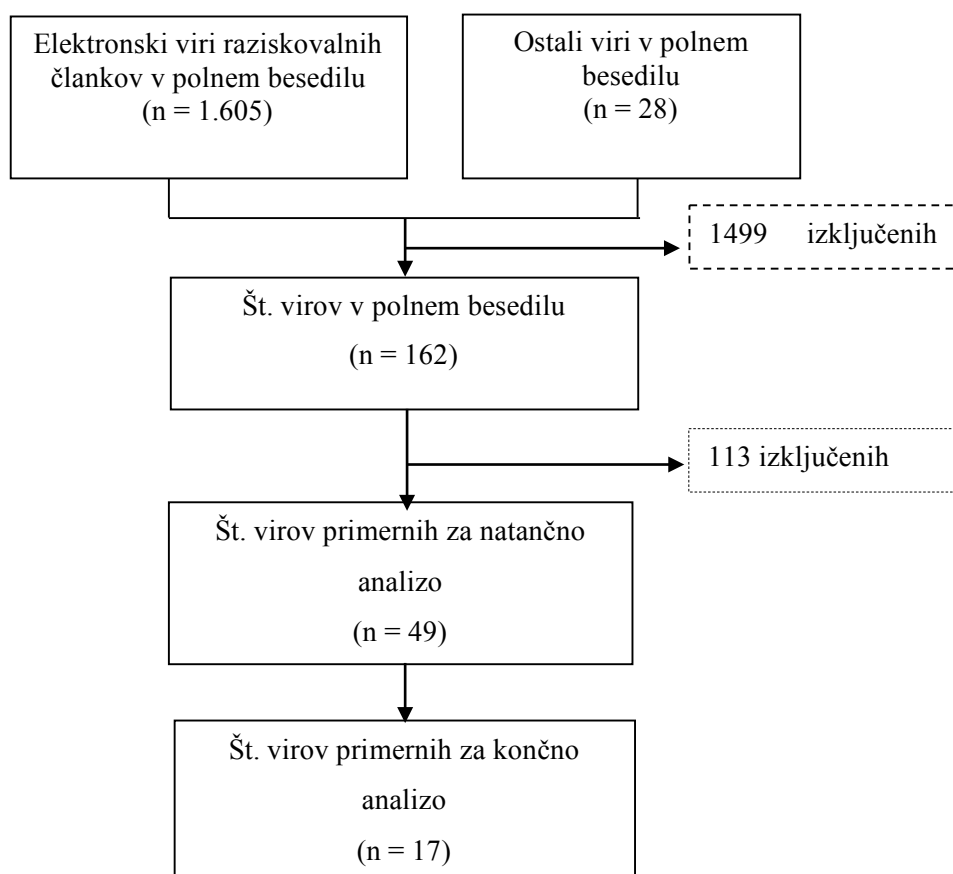 Elektronski viri raziskovalnih
člankov v polnem besedilu
(n = 1.605)
Ostali viri v polnem
besedilu
(n = 28)
1499 izključenih
Št. virov v polnem besedilu
(n = 162)
113 izključenih
Št. virov primernih za natančno
analizo
(n = 49)
Št. virov primernih za končno
analizo
(n = 17)